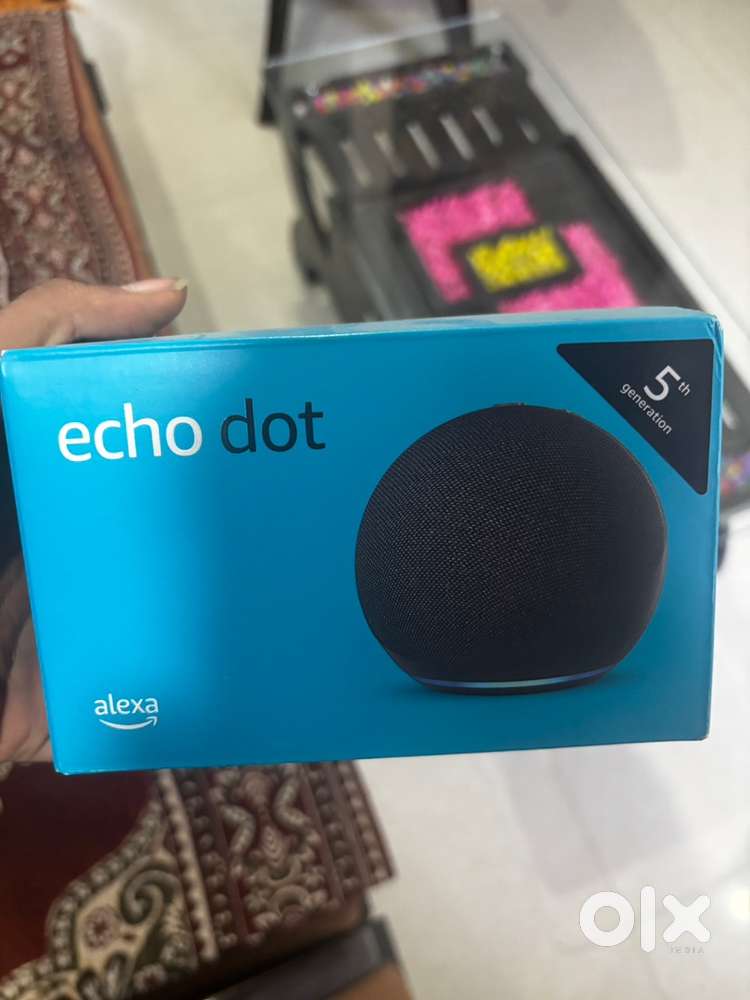 echo dot
5th
generation
alexa
olx
INDIA